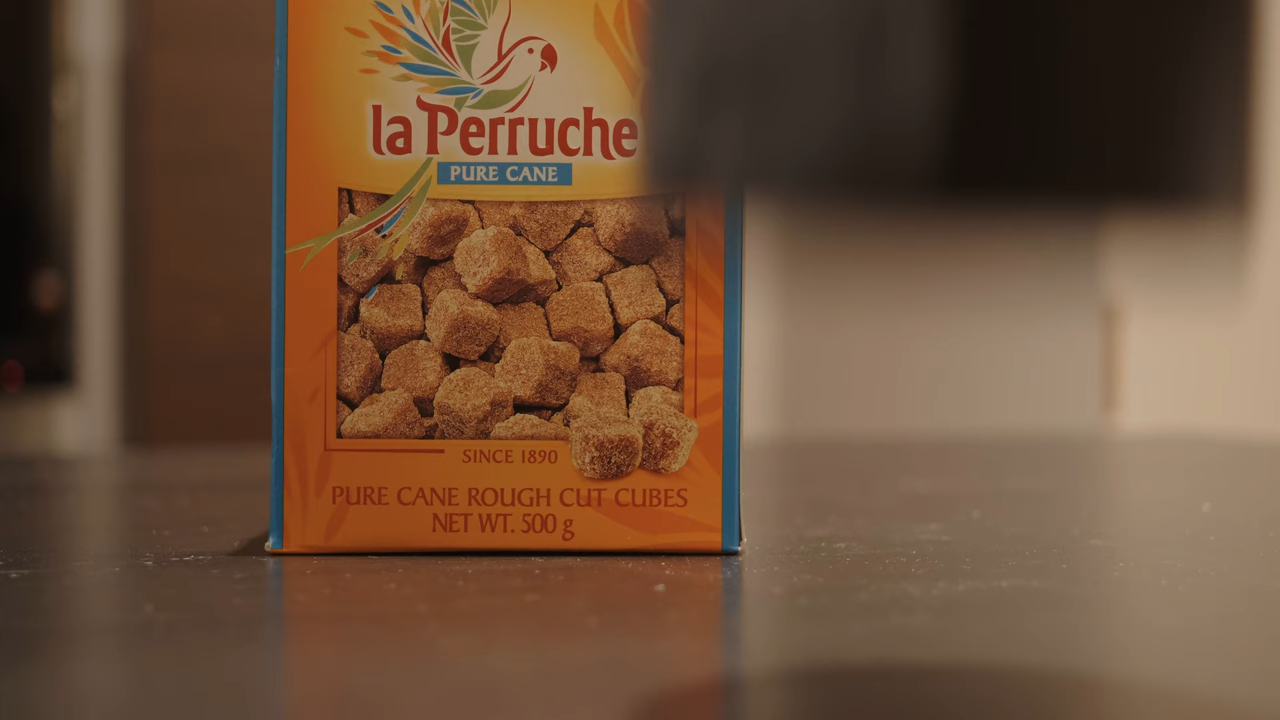 la Perruche
PURE CANE
SINCE 1890
PURE CANE ROUGH CUT CUBES
NET WT. 500 g